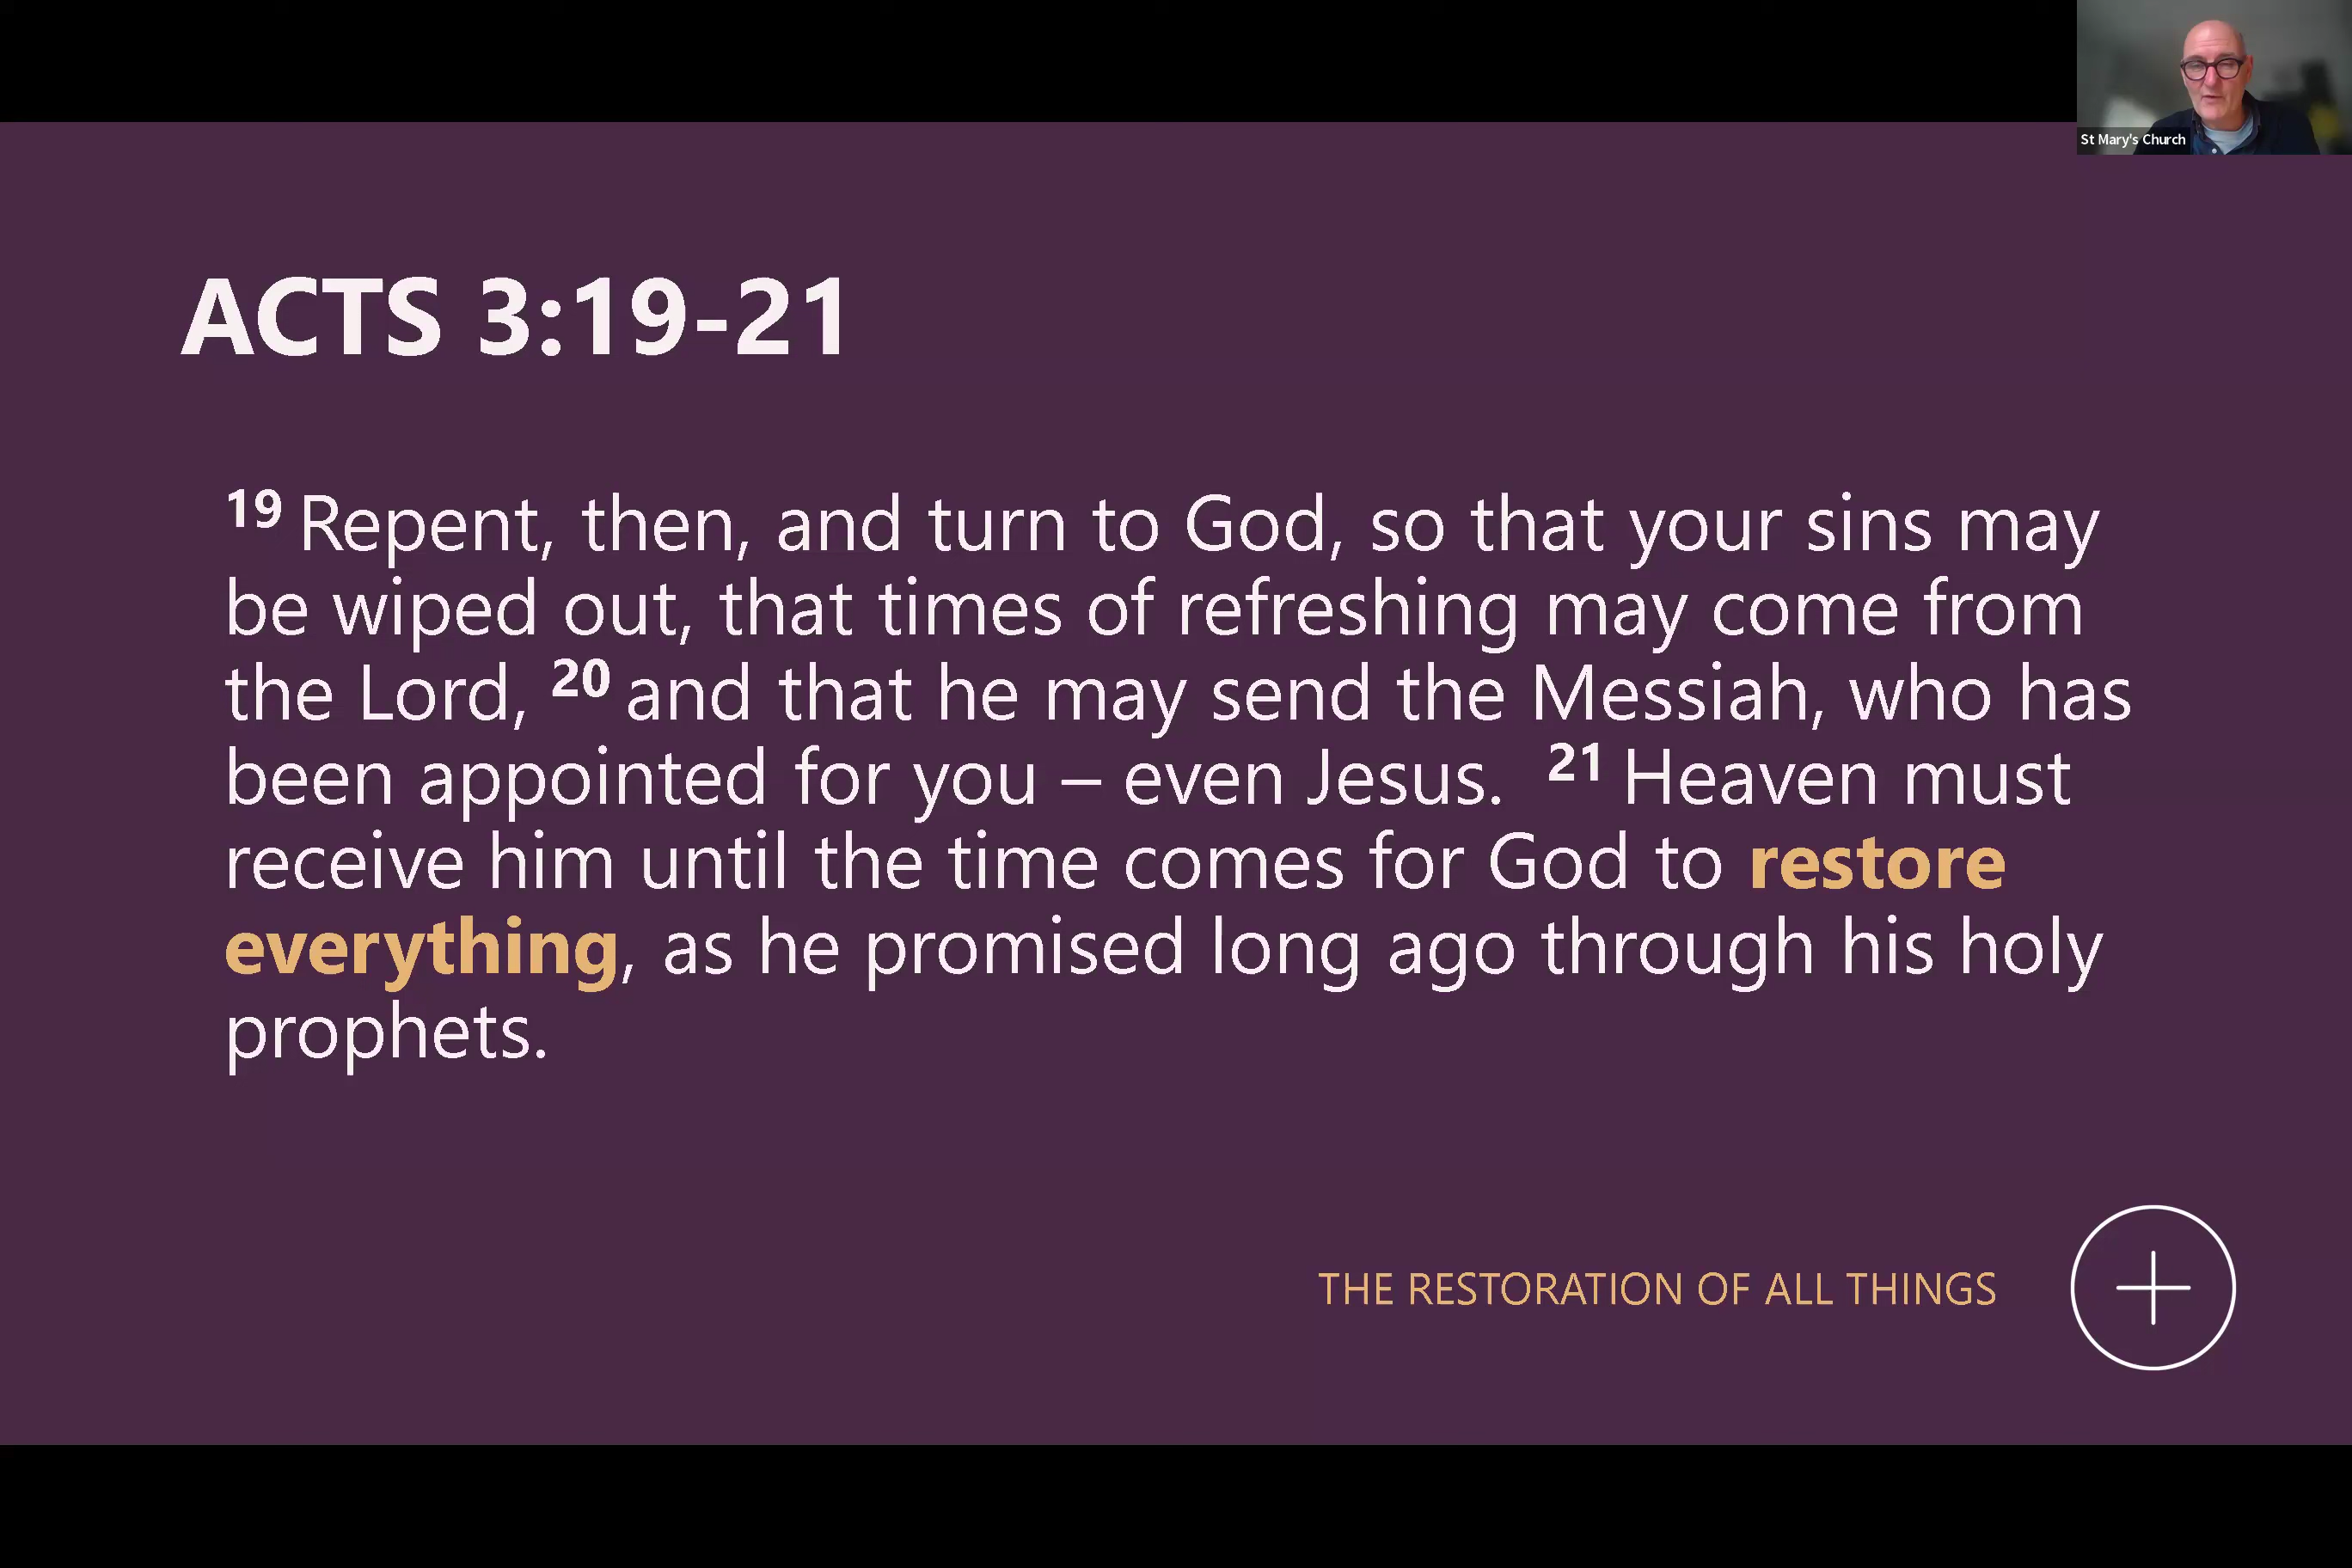 St Mary's Church
ACTS 3:19-21
19 Repent, then, and turn to God, so that your sins may
be wiped out, that times of refreshing may come from
the Lord, 20 and that he may send the Messiah, who has
been appointed for you – even Jesus. 21 Heaven must
receive him until the time comes for God to restore
everything, as he promised long ago through his holy
prophets.
THE RESTORATION OF ALL THINGS